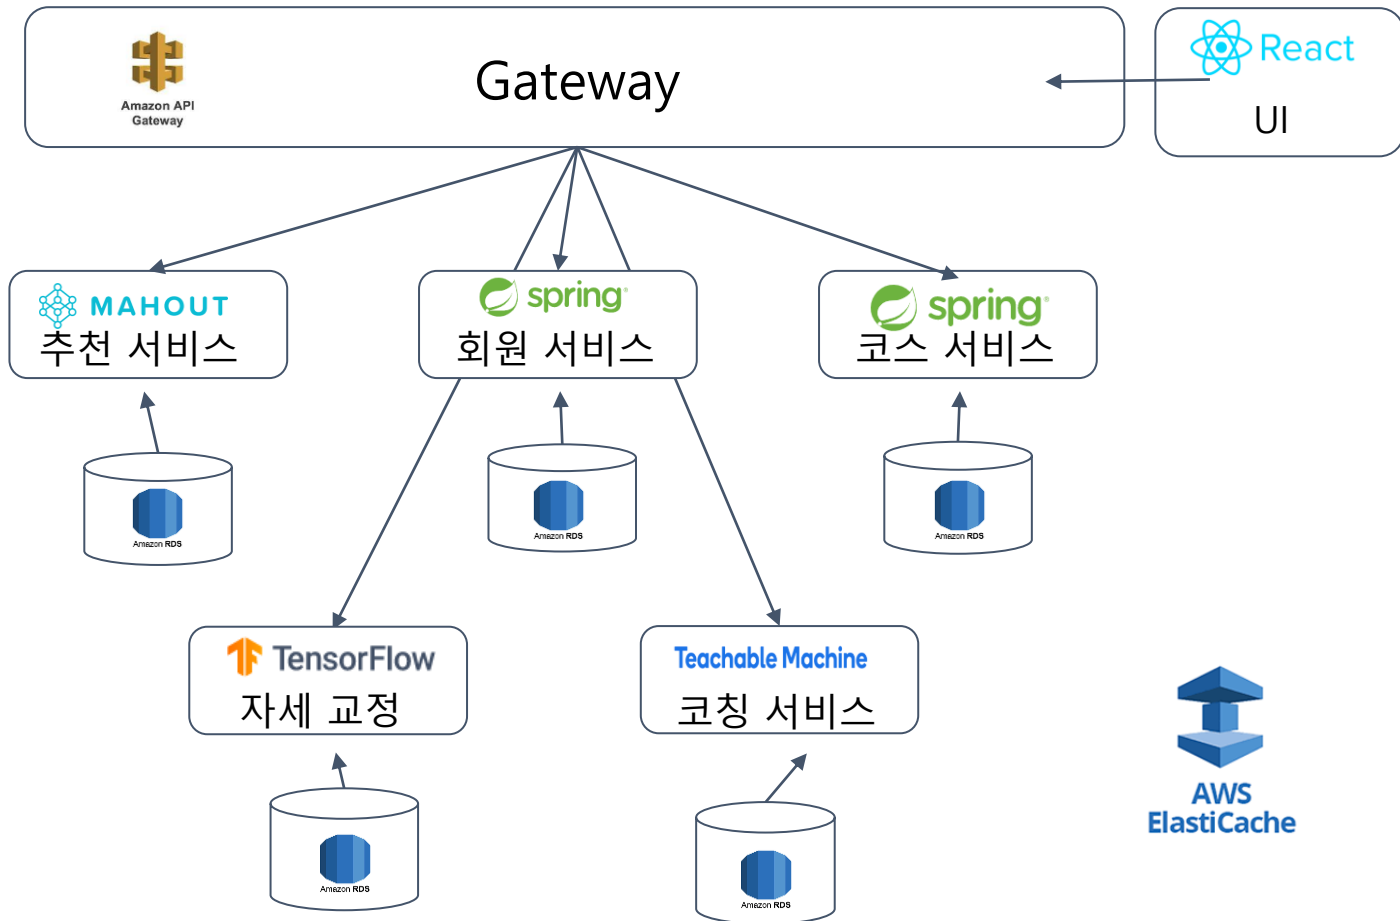 Amazon API
Gateway
Gateway
React
UI
MAHOUT
추천 서비스
spring
회원 서비스
spring
코스 서비스
Amazon RDS
Amazon RDS
Amazon RDS
TensorFlow
자세 교정
Teachable Machine
코칭 서비스
AWS
ElastiCache
Amazon RDS
Amazon RDS